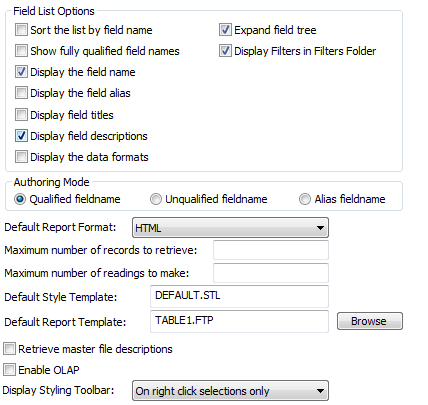 Field List Options
Sort the list by field name
Expand field tree
Show fully qualified field names
Display Filters in Filters Folder
Display the field name
Display the field alias
Display field titles
Display field descriptions
Display the data formats
Authoring Mode
Qualified fieldname Unqualified fieldname Alias fieldname
Default Report Format: HTML
Maximum number of records to retrieve:
Maximum number of readings to make:
Default Style Template: DEFAULT.STL
Default Report Template: TABLE1.FTP Browse
Retrieve master file descriptions
Enable OLAP
Display Styling Toolbar: On right click selections only